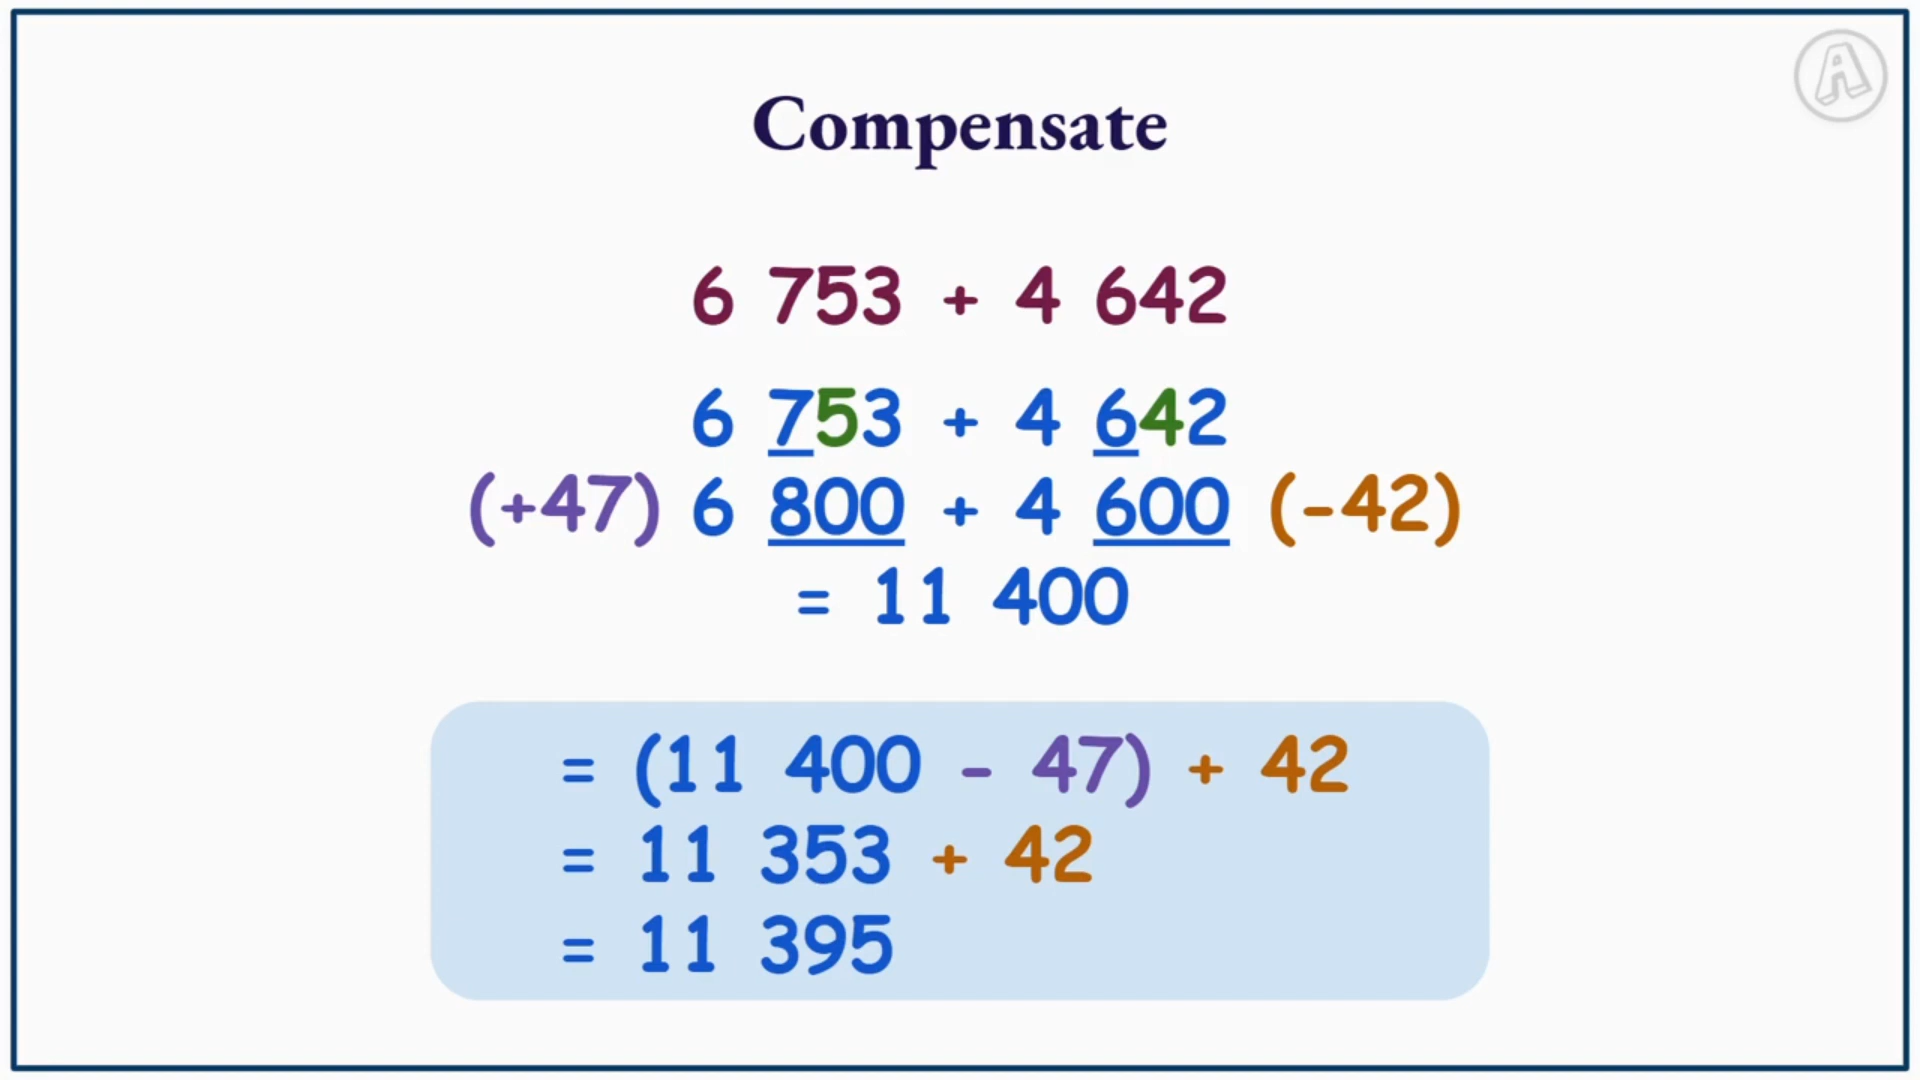 A
Compensate
6 753 + 4 642
6 753 + 4 642
(+47) 6 800 + 4 600 (-42)
= 11 400
= (11 400 - 47) + 42
= 11 353 + 42
= 11 395